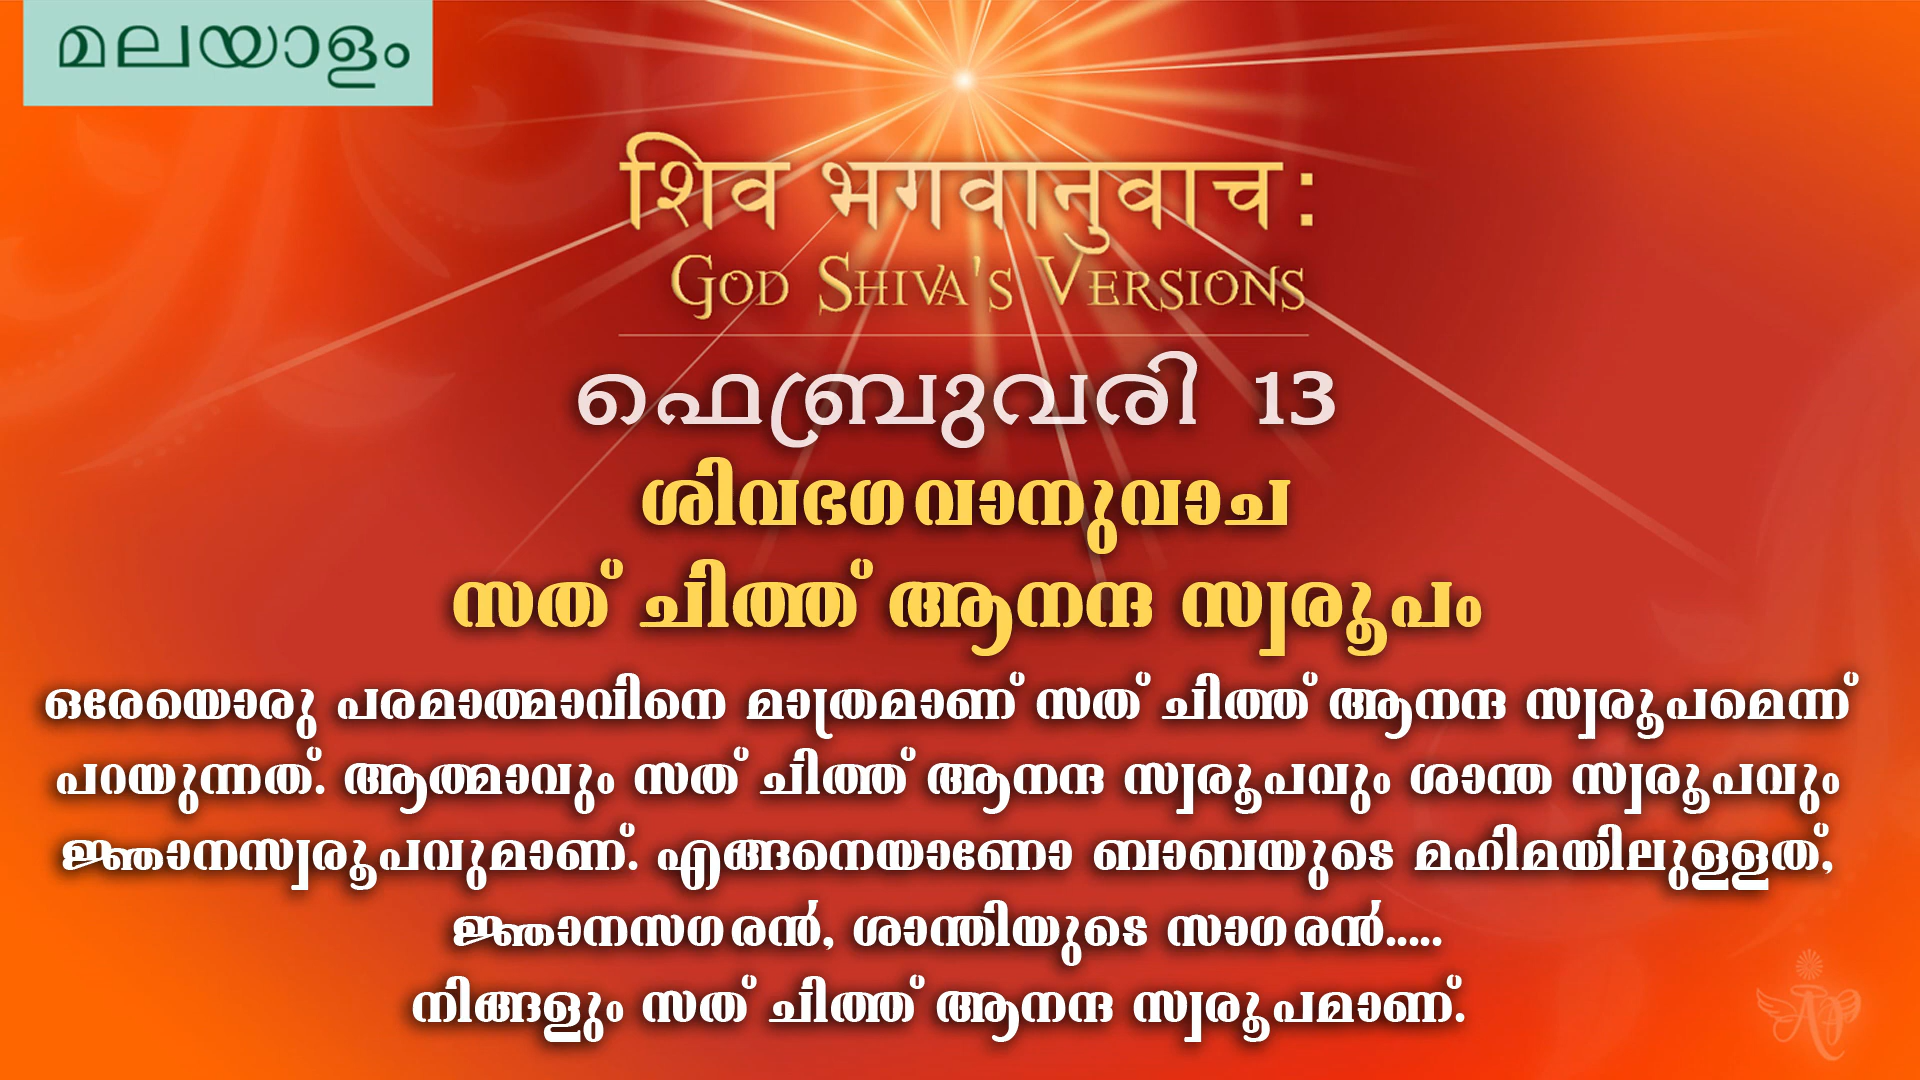 മലയാളം
शिव भगवानुवाच :
GOD SHIVA'S VERSIONS
ഫെബ്രുവരി 13
ശിവഭഗവാനുവാച
സത് ചിത്ത് ആനന്ദ സ്വരൂപം
ഒരേയൊരു പരമാത്മാവിനെ മാത്രമാണ് സത് ചിത്ത് ആനന്ദ സ്വരൂപമെന്ന്
പറയുന്നത്. ആത്മാവും സത് ചിത്ത് ആനന്ദ സ്വരൂപവും ശാന്ത സ്വരൂപവും
ജ്ഞാനസ്വരൂപവുമാണ്. എങ്ങനെയാണോ ബാബയുടെ മഹിമയിലുള്ളത്,
ജ്ഞാനസഗരൻ, ശാന്തിയുടെ സാഗരൻ.....
നിങ്ങളും സത് ചിത്ത് ആനന്ദ സ്വരൂപമാണ്.